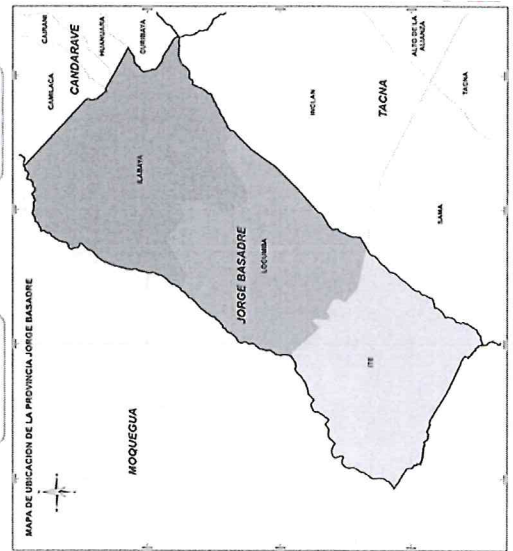 MAPA DE UBICACION DE LA PROVINCIA JORGE BASADRE
MOQUEGUA
CAMILACA
CAIRANI
CANDARAVE
HUANUARA
CURIBAYA
ILABAYA
JORGE BASADRE
LOCUMBA
INCLAN
TACNA
ALTO DE LA
ALIANZA
TACNA
SAMA
ITE